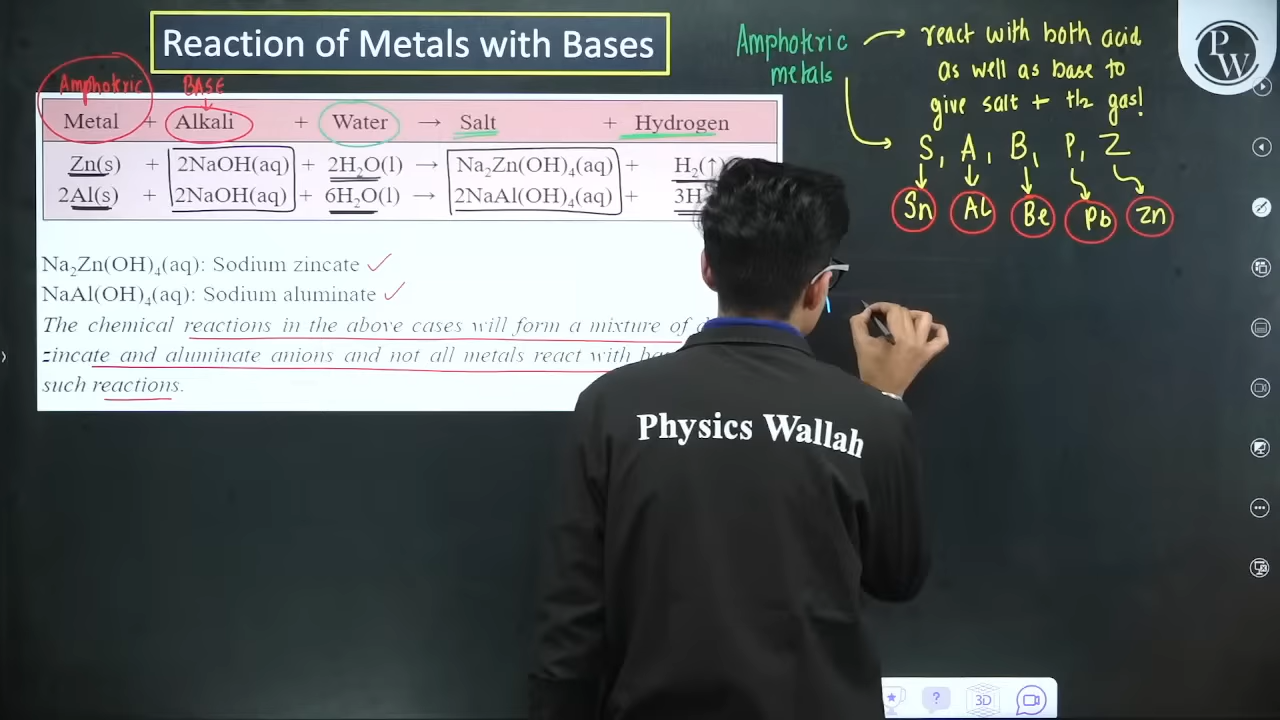 Reaction of Metals with Bases
Amphoteric metals
react with both acid
as well as base to
give salt + H₂ gas!
S, A, B, P, Z
Sn Al Be Pb Zn
PW
Amphoteric BASE
Metal + Alkali + Water → Salt + Hydrogen
Zn(s) + 2NaOH(aq) + 2H₂O(l) → Na₂Zn(OH)₄(aq) + H₂(↑)
2Al(s) + 2NaOH(aq) + 6H₂O(l) → 2NaAl(OH)₄(aq) +
Na₂Zn(OH)₄(aq): Sodium zincate ✓
NaAl(OH)₄(aq): Sodium aluminate ✓
The chemical reactions in the above cases will form a mixture of
zincate and aluminate anions and not all metals react with
such reactions.
Physics Wallah
?
3D